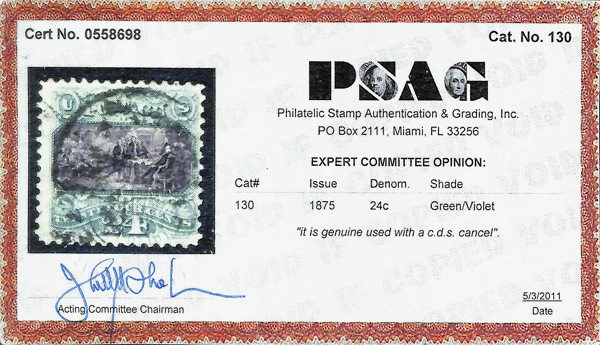 Cert No. 0558698
Cat. No. 130
PSAG
Philatelic Stamp Authentication & Grading, Inc.
PO Box 2111, Miami, FL 33256
EXPERT COMMITTEE OPINION:
Cat# Issue Denom. Shade
130 1875 24c Green/Violet
"it is genuine used with a c.d.s. cancel".
Acting Committee Chairman
5/3/2011
Date